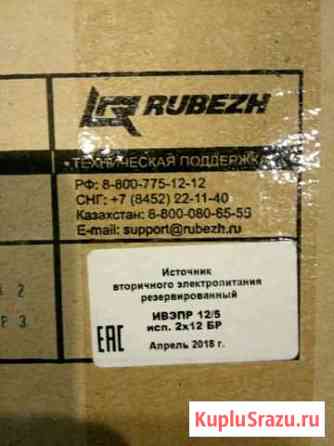 RUBEZH
• ТЕХНИЧЕСКАЯ ПОДДЕРЖКА
РФ: 8-800-775-12-12
СНГ: +7 (8452) 22-11-40
Казахстан: 8-800-080-65-55
E-mail: support@rubezh.ru
2
Р 3
Источник
вторичного электропитания
резервированный
ИВЭПР 12/5
исп. 2х12 БР
Апрель 2018 г.
EAC
KupluSrazu.ru